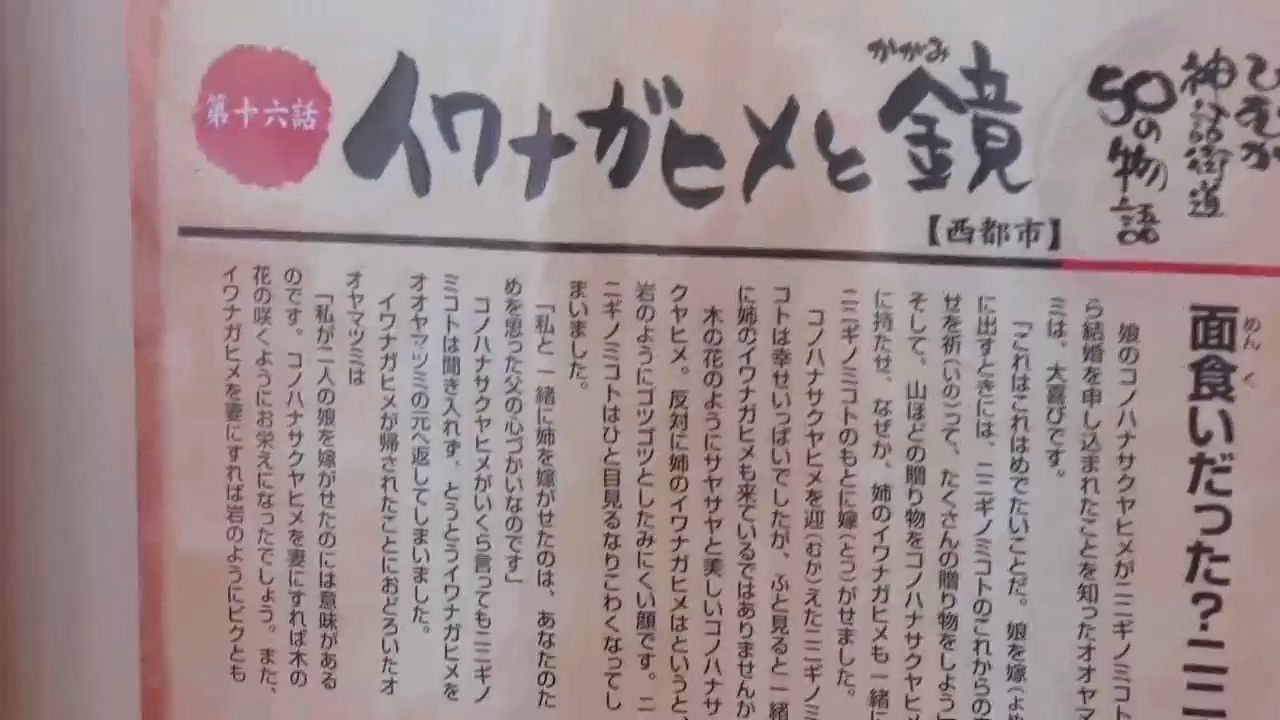 ひむか
神話街道
50の物語
第十六話
イワナガヒメと鏡
かがみ
【西都市】
面食いだった？ニニ
めんく
娘のコノハナサクヤヒメがニニギノミコト
ら結婚を申し込まれたことを知ったオオヤマ
ミは、大喜びです。
「これはこれはめでたいことだ。娘を嫁（よめ
に出すときには、ニニギノミコトのこれからの
せを祈（いの）って、たくさんの贈り物をしよう」
そして、山ほどの贈り物をコノハナサクヤヒメ
に持たせ、なぜか、姉のイワナガヒメも一緒に
ニニギノミコトのもとに嫁（とつ）がせました。
コノハナサクヤヒメを迎（むか）えたニニギノミ
コトは幸せいっぱいでしたが、ふと見ると一緒
に姉のイワナガヒメも来ているではありませんか
木の花のようにサヤサヤと美しいコノハナサ
クヤヒメ。反対に姉のイワナガヒメはというと、
岩のようにゴツゴツとしたみにくい顔です。ニ
ニギノミコトはひと目見るなりこわくなってし
まいました。
「私と一緒に姉を嫁がせたのは、あなたのた
めを思った父の心づかいなのです」
コノハナサクヤヒメがいくら言ってもニニギノ
ミコトは聞き入れず、とうとうイワナガヒメを
オオヤマツミの元へ返してしまいました。
イワナガヒメが帰されたことにおどろいたオ
オヤマツミは
「私が二人の娘を嫁がせたのには意味がある
のです。コノハナサクヤヒメを妻にすれば木の
花の咲くようにお栄えになったでしょう。また、
イワナガヒメを妻にすれば岩のようにビクとも